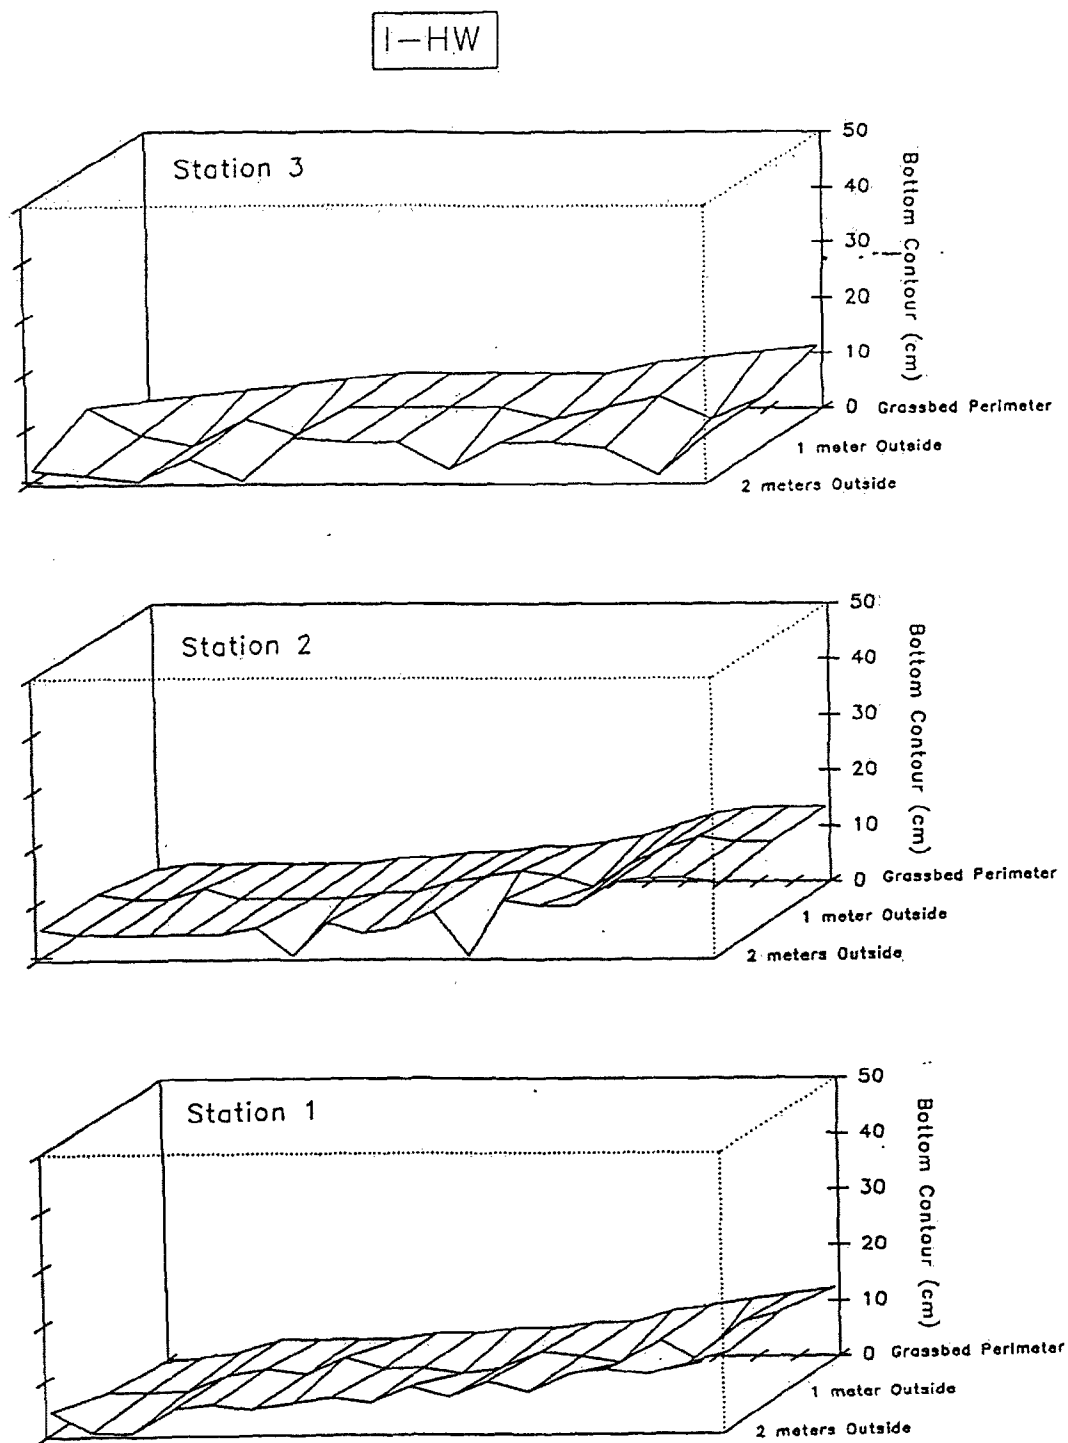 I-HW
Station 3
50
40
30
20
10
0
Bottom Contour (cm)
Grassbed Perimeter
1 meter Outside
2 meters Outside
Station 2
50
40
30
20
10
0
Bottom Contour (cm)
Grassbed Perimeter
1 meter Outside
2 meters Outside
Station 1
50
40
30
20
10
0
Bottom Contour (cm)
Grassbed Perimeter
1 meter Outside
2 meters Outside